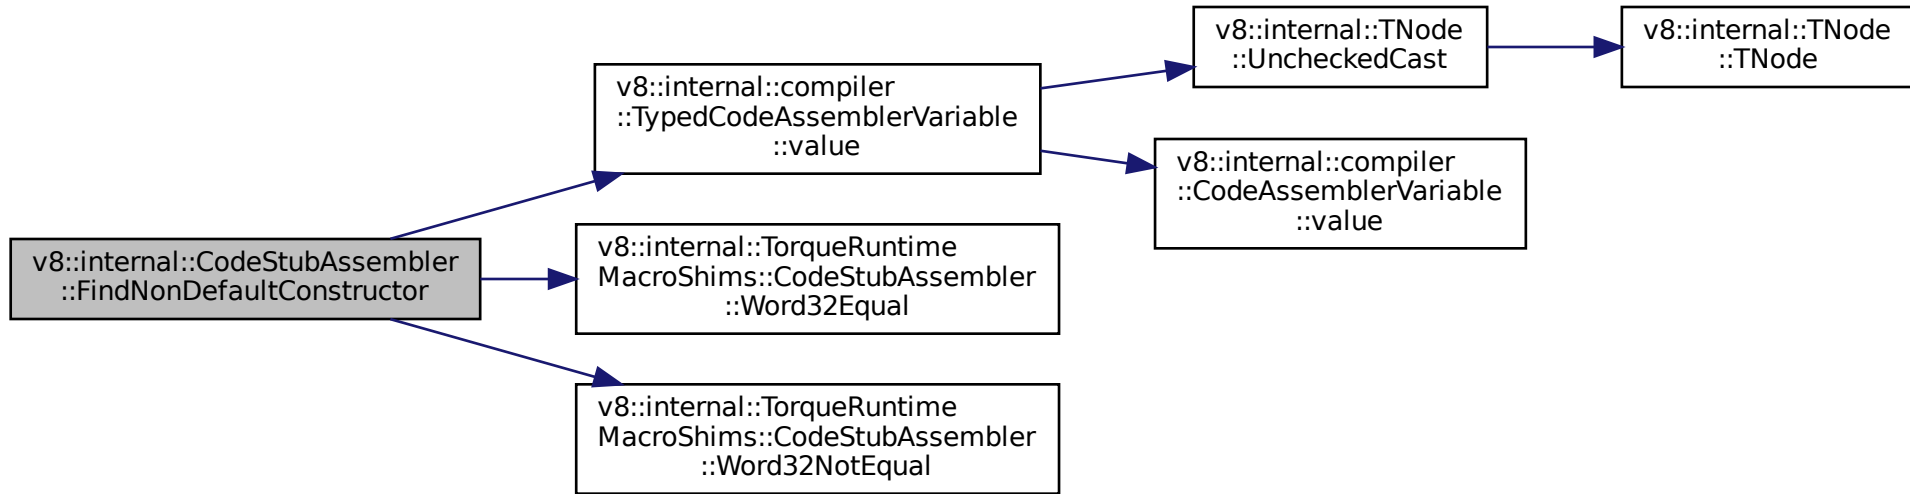 v8::internal::CodeStubAssembler
::FindNonDefaultConstructor
v8::internal::compiler
::TypedCodeAssemblerVariable
::value
v8::internal::TNode
::UncheckedCast
v8::internal::TNode
::TNode
v8::internal::compiler
::CodeAssemblerVariable
::value
v8::internal::TorqueRuntime
MacroShims::CodeStubAssembler
::Word32Equal
v8::internal::TorqueRuntime
MacroShims::CodeStubAssembler
::Word32NotEqual